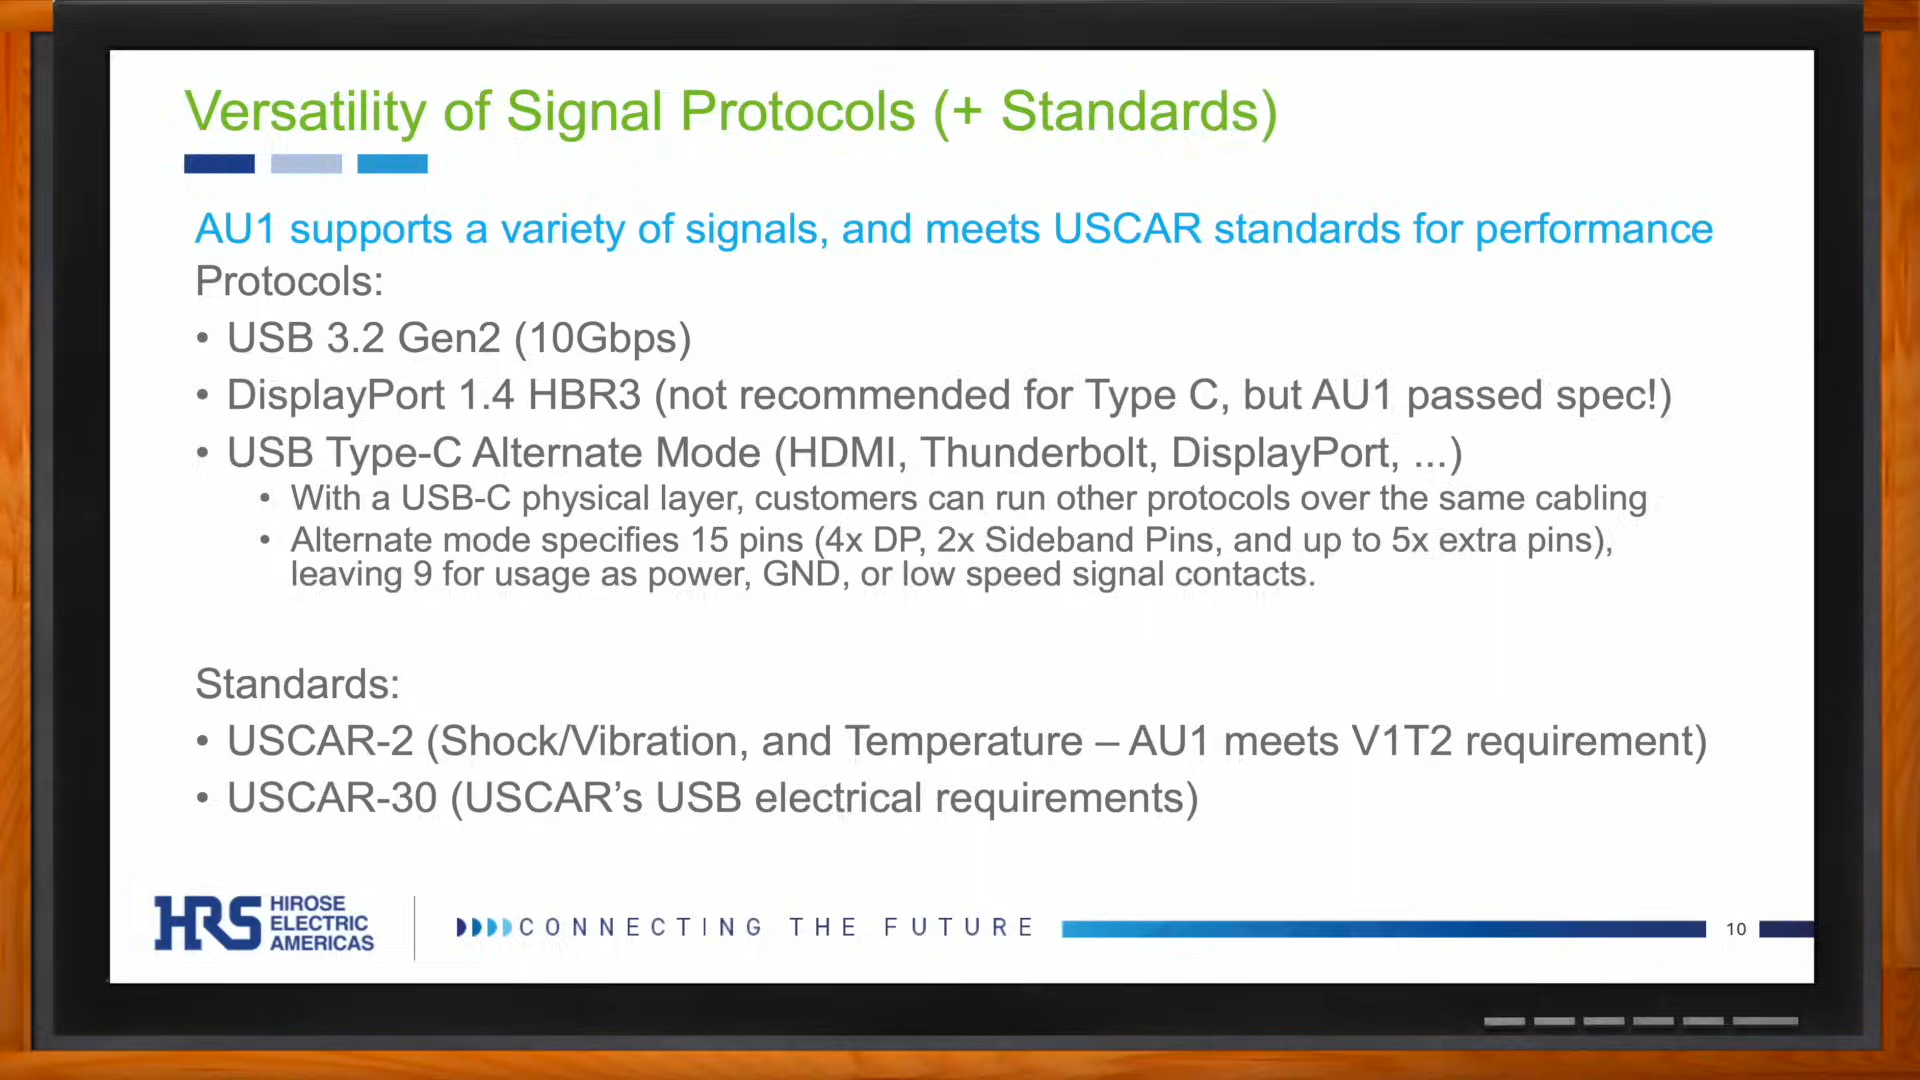 Versatility of Signal Protocols (+ Standards)
AU1 supports a variety of signals, and meets USCAR standards for performance
Protocols:
• USB 3.2 Gen2 (10Gbps)
• DisplayPort 1.4 HBR3 (not recommended for Type C, but AU1 passed spec!)
• USB Type-C Alternate Mode (HDMI, Thunderbolt, DisplayPort, ...)
• With a USB-C physical layer, customers can run other protocols over the same cabling
• Alternate mode specifies 15 pins (4x DP, 2x Sideband Pins, and up to 5x extra pins),
leaving 9 for usage as power, GND, or low speed signal contacts.
Standards:
• USCAR-2 (Shock/Vibration, and Temperature – AU1 meets V1T2 requirement)
• USCAR-30 (USCAR’s USB electrical requirements)
HRS HIROSE
ELECTRIC
AMERICAS
CONNECTING THE FUTURE
10